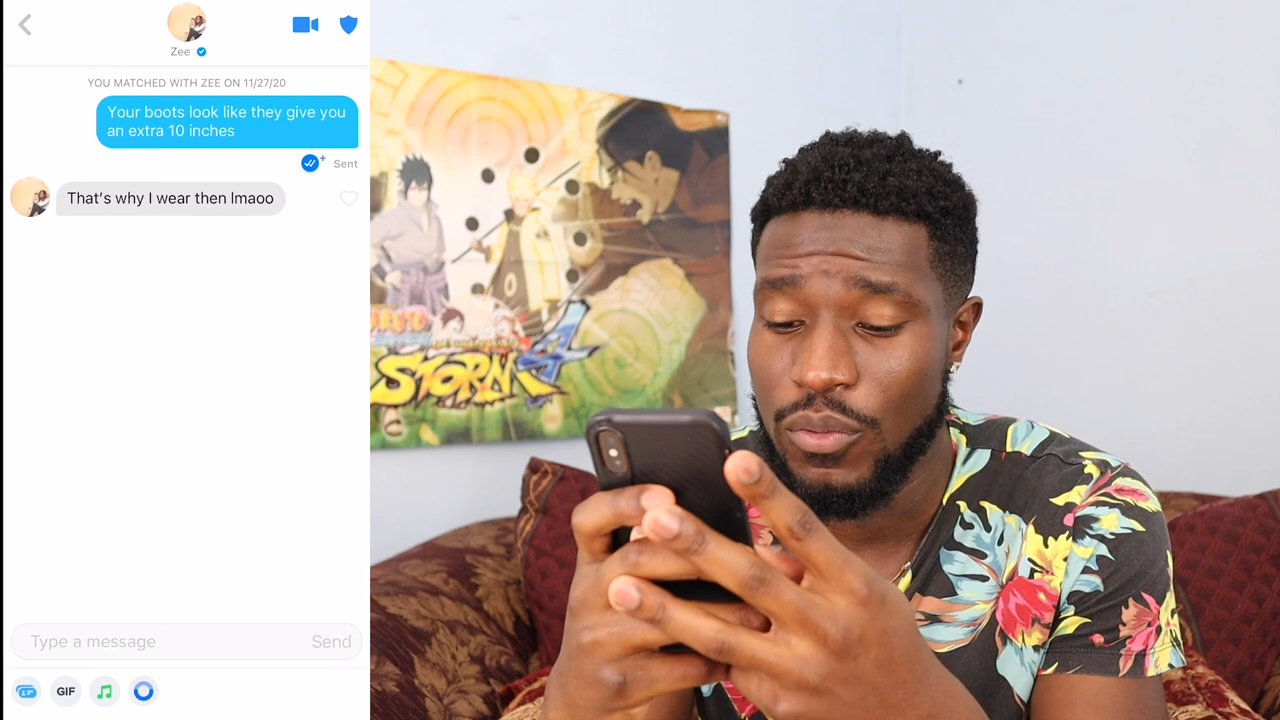 Zee
YOU MATCHED WITH ZEE ON 11/27/20
Your boots look like they give you
an extra 10 inches
Sent
That's why I wear then lmaoo
Type a message
Send
GIF
NARUTO
STORM 4